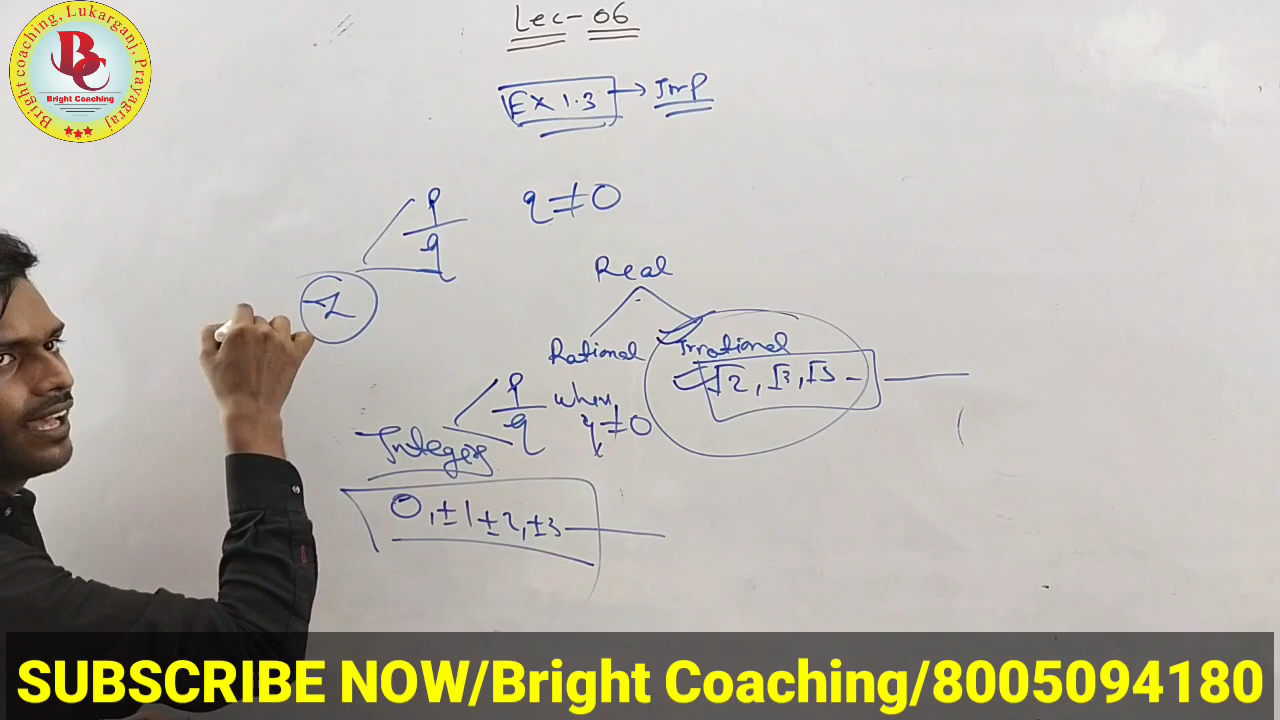 Bright coaching, Lukarganj, Prayagraj
BC
Bright Coaching
Lec-06
Ex 1.3 → Imp
p/q q≠0
Z
Real
Rational Irrational
p/q when q≠0
√2, √3, √5 —
Integers
0, ±1 ±2, ±3 —
SUBSCRIBE NOW/Bright Coaching/8005094180